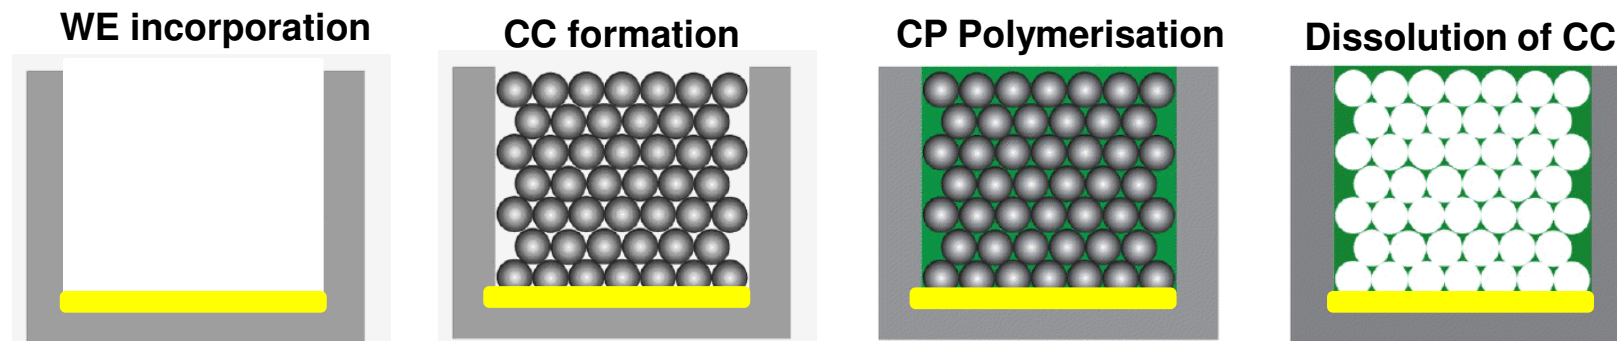 WE incorporation
CC formation
CP Polymerisation
Dissolution of CC